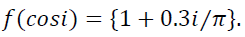 f(cosi) = {1 + 0.3i/π}.